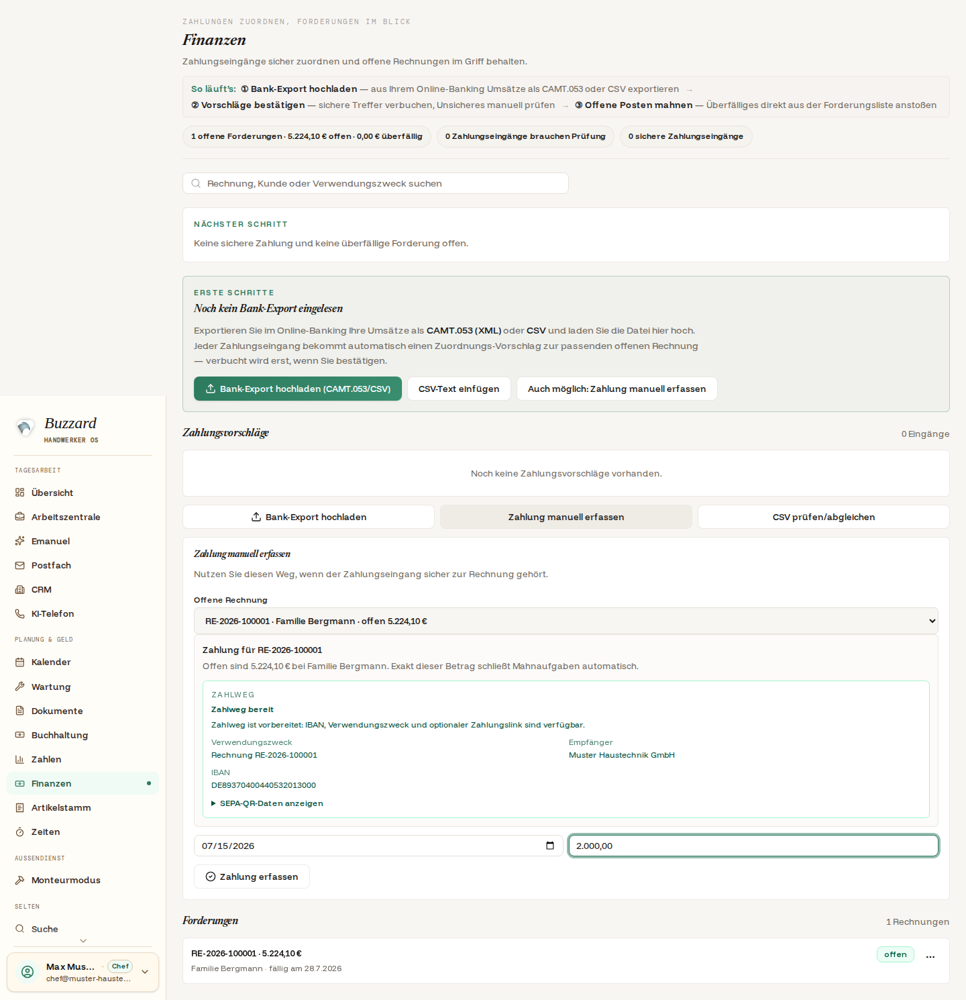 ZAHLUNGEN ZUORDNEN, FORDERUNGEN IM BLICK
Finanzen
Zahlungseingänge sicher zuordnen und offene Rechnungen im Griff behalten.
So läuft's: ① Bank-Export hochladen — aus Ihrem Online-Banking Umsätze als CAMT.053 oder CSV exportieren →
② Vorschläge bestätigen — sichere Treffer verbuchen, Unsicheres manuell prüfen → ③ Offene Posten mahnen — Überfälliges direkt aus der Forderungsliste anstoßen
1 offene Forderungen · 5.224,10 € offen · 0,00 € überfällig
0 Zahlungseingänge brauchen Prüfung
0 sichere Zahlungseingänge
Rechnung, Kunde oder Verwendungszweck suchen
NÄCHSTER SCHRITT
Keine sichere Zahlung und keine überfällige Forderung offen.
ERSTE SCHRITTE
Noch kein Bank-Export eingelesen
Exportieren Sie im Online-Banking Ihre Umsätze als CAMT.053 (XML) oder CSV und laden Sie die Datei hier hoch.
Jeder Zahlungseingang bekommt automatisch einen Zuordnungs-Vorschlag zur passenden offenen Rechnung
— verbucht wird erst, wenn Sie bestätigen.
Bank-Export hochladen (CAMT.053/CSV)
CSV-Text einfügen
Auch möglich: Zahlung manuell erfassen
Zahlungsvorschläge
0 Eingänge
Noch keine Zahlungsvorschläge vorhanden.
Bank-Export hochladen
Zahlung manuell erfassen
CSV prüfen/abgleichen
Zahlung manuell erfassen
Nutzen Sie diesen Weg, wenn der Zahlungseingang sicher zur Rechnung gehört.
Offene Rechnung
RE-2026-100001 · Familie Bergmann · offen 5.224,10 €
Zahlung für RE-2026-100001
Offen sind 5.224,10 € bei Familie Bergmann. Exakt dieser Betrag schließt Mahnaufgaben automatisch.
ZAHLWEG
Zahlweg bereit
Zahlweg ist vorbereitet: IBAN, Verwendungszweck und optionaler Zahlungslink sind verfügbar.
Verwendungszweck
Rechnung RE-2026-100001
Empfänger
Muster Haustechnik GmbH
IBAN
DE89370400440532013000
SEPA-QR-Daten anzeigen
07/15/2026
2.000,00
Zahlung erfassen
Forderungen
1 Rechnungen
RE-2026-100001 · 5.224,10 €
Familie Bergmann · fällig am 28.7.2026
offen
Buzzard
HANDWERKER OS
TAGESARBEIT
Übersicht
Arbeitszentrale
Emanuel
Postfach
CRM
KI-Telefon
PLANUNG & GELD
Kalender
Wartung
Dokumente
Buchhaltung
Zahlen
Finanzen
Artikelstamm
Zeiten
AUSSENDIENST
Monteurmodus
SELTEN
Suche
Max Mus... · Chef
chef@muster-hauste...